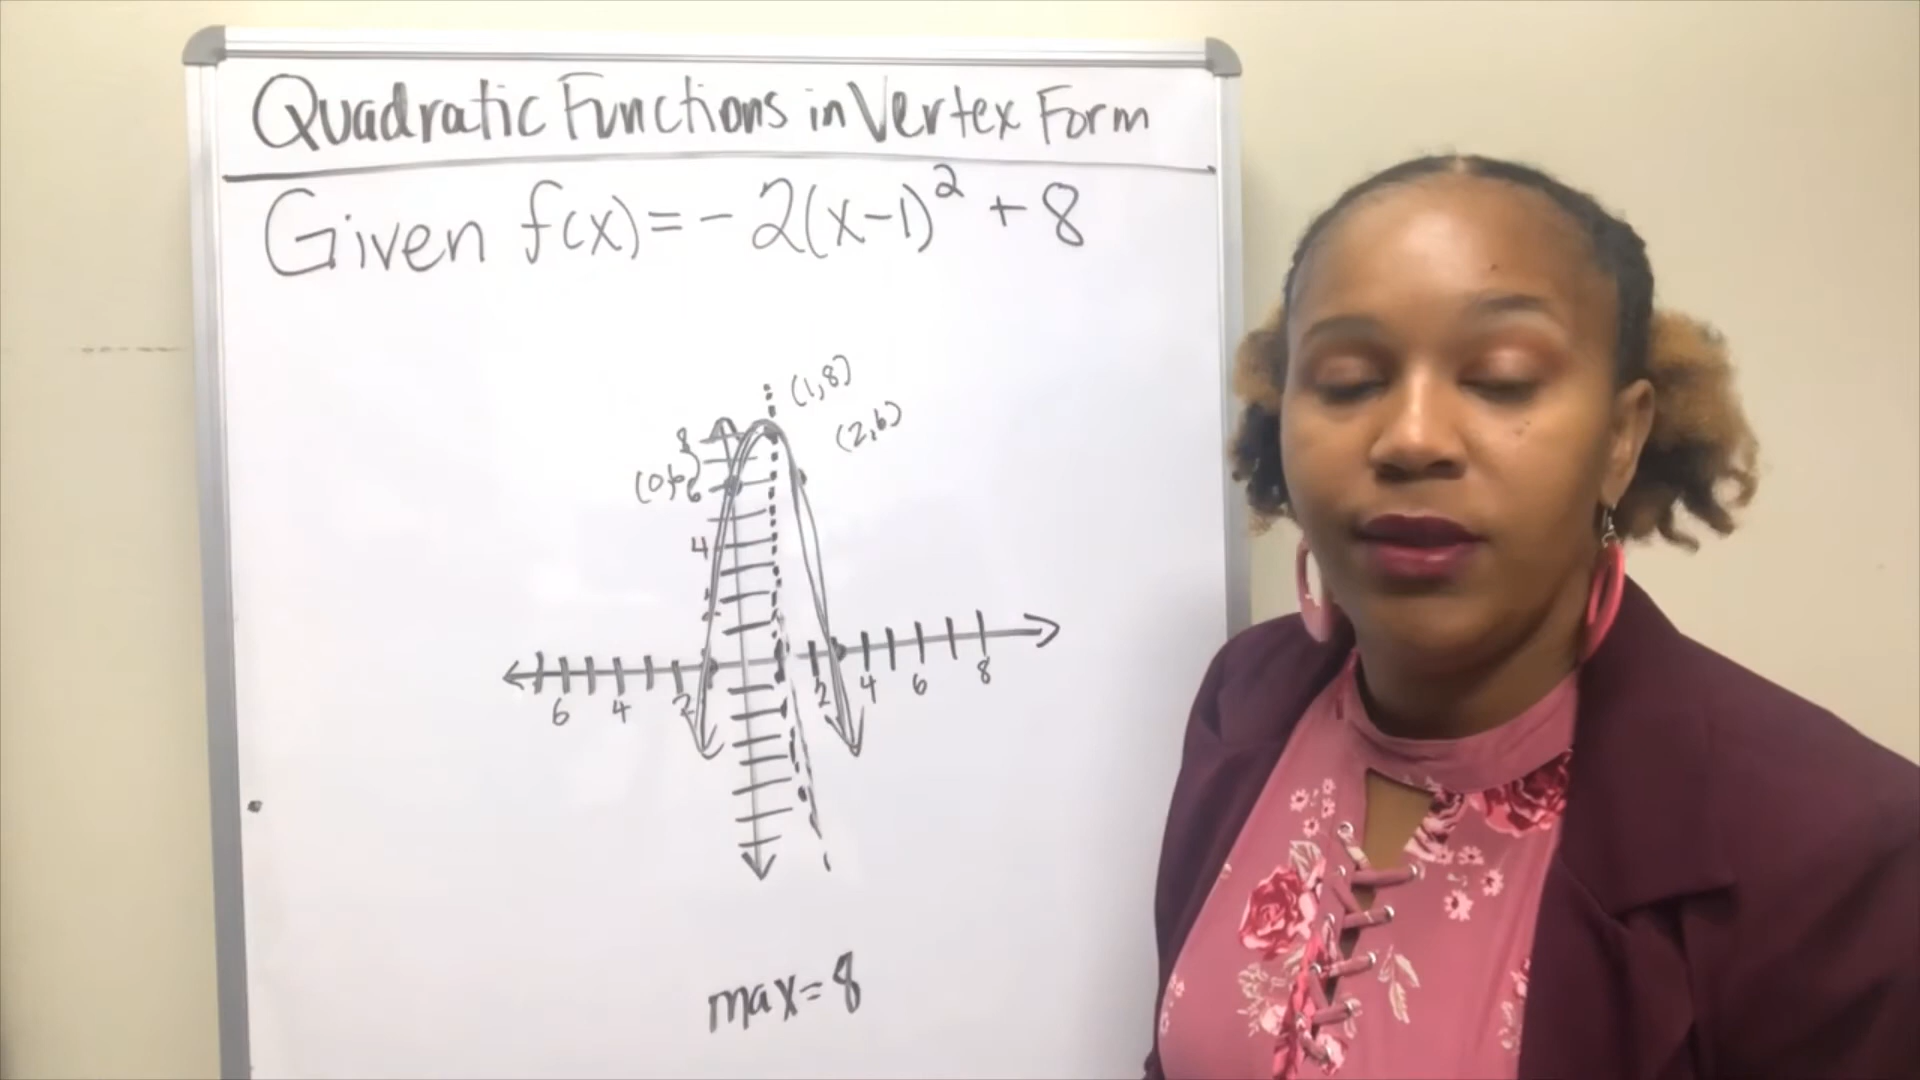 Quadratic Functions in Vertex Form
Given f(x) = -2(x-1)² + 8
(1,8)
(2,6)
8
(0,6)
6
4
6 4 2 2 4 6 8
max = 8